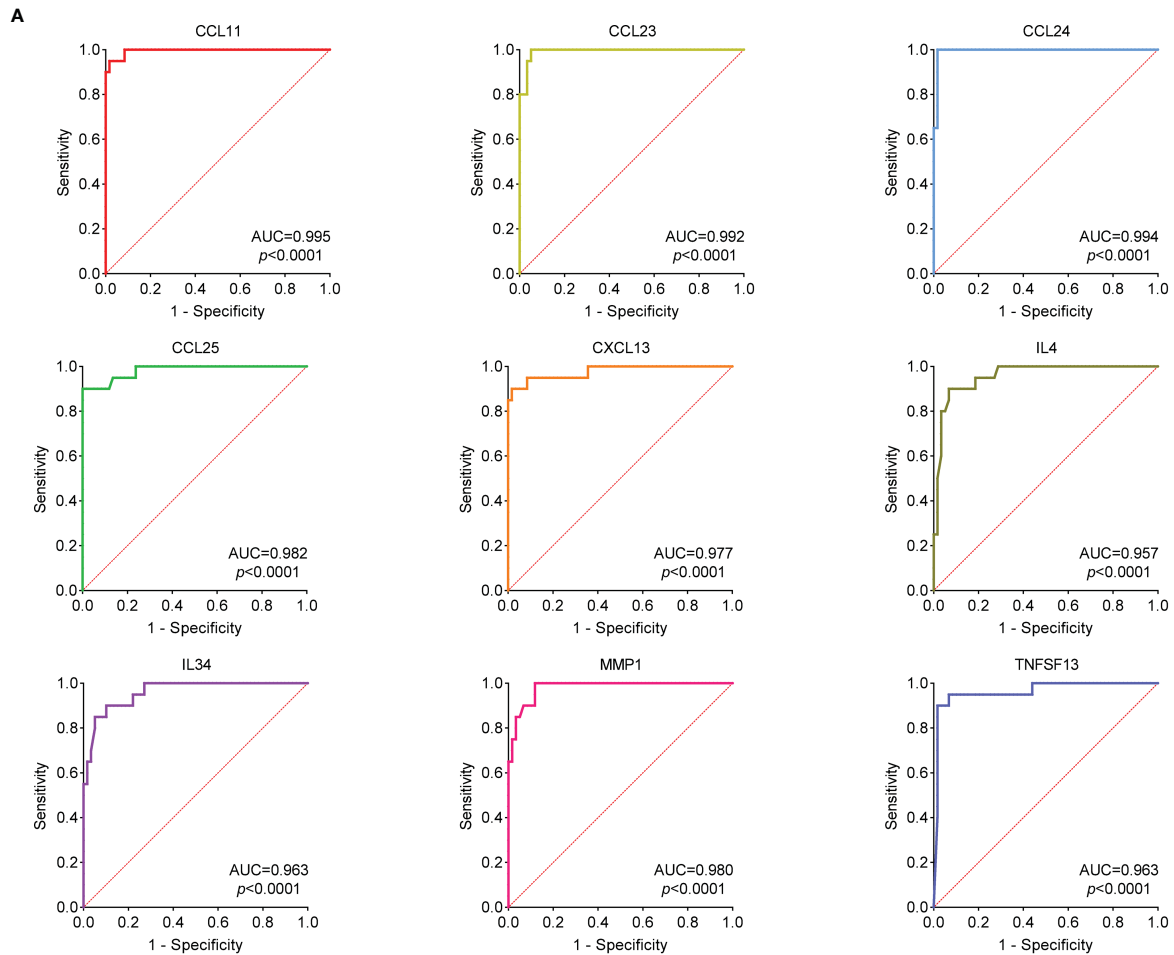 A
CCL11
1.0
0.8
0.6
0.4
0.2
0.0
Sensitivity
AUC=0.995
p<0.0001
0.0 0.2 0.4 0.6 0.8 1.0
1 - Specificity
CCL23
1.0
0.8
0.6
0.4
0.2
0.0
Sensitivity
AUC=0.992
p<0.0001
0.0 0.2 0.4 0.6 0.8 1.0
1 - Specificity
CCL24
1.0
0.8
0.6
0.4
0.2
0.0
Sensitivity
AUC=0.994
p<0.0001
0.0 0.2 0.4 0.6 0.8 1.0
1 - Specificity
CCL25
1.0
0.8
0.6
0.4
0.2
0.0
Sensitivity
AUC=0.982
p<0.0001
0.0 0.2 0.4 0.6 0.8 1.0
1 - Specificity
CXCL13
1.0
0.8
0.6
0.4
0.2
0.0
Sensitivity
AUC=0.977
p<0.0001
0.0 0.2 0.4 0.6 0.8 1.0
1 - Specificity
IL4
1.0
0.8
0.6
0.4
0.2
0.0
Sensitivity
AUC=0.957
p<0.0001
0.0 0.2 0.4 0.6 0.8 1.0
1 - Specificity
IL34
1.0
0.8
0.6
0.4
0.2
0.0
Sensitivity
AUC=0.963
p<0.0001
0.0 0.2 0.4 0.6 0.8 1.0
1 - Specificity
MMP1
1.0
0.8
0.6
0.4
0.2
0.0
Sensitivity
AUC=0.980
p<0.0001
0.0 0.2 0.4 0.6 0.8 1.0
1 - Specificity
TNFSF13
1.0
0.8
0.6
0.4
0.2
0.0
Sensitivity
AUC=0.963
p<0.0001
0.0 0.2 0.4 0.6 0.8 1.0
1 - Specificity